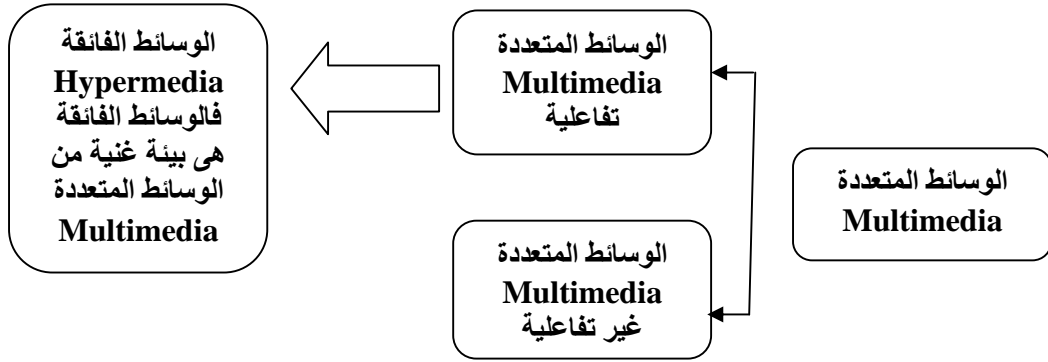 الوسائط المتعددة
Multimedia
الوسائط المتعددة
Multimedia
تفاعلية
الوسائط المتعددة
Multimedia
غير تفاعلية
الوسائط الفائقة
Hypermedia
فالوسائط الفائقة
هى بيئة غنية من
الوسائط المتعددة
Multimedia